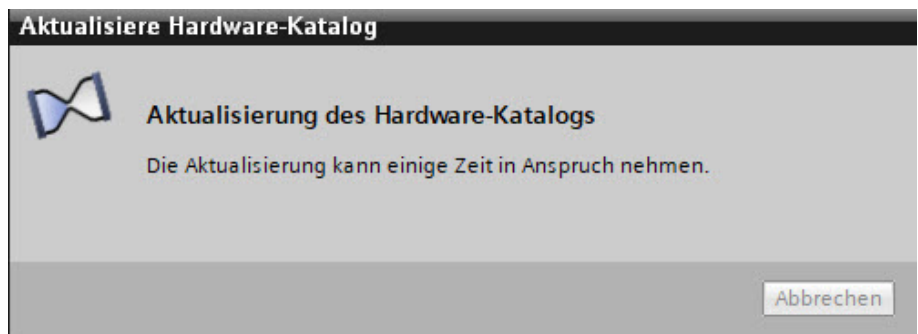 Aktualisiere Hardware-Katalog
Aktualisierung des Hardware-Katalogs
Die Aktualisierung kann einige Zeit in Anspruch nehmen.
Abbrechen